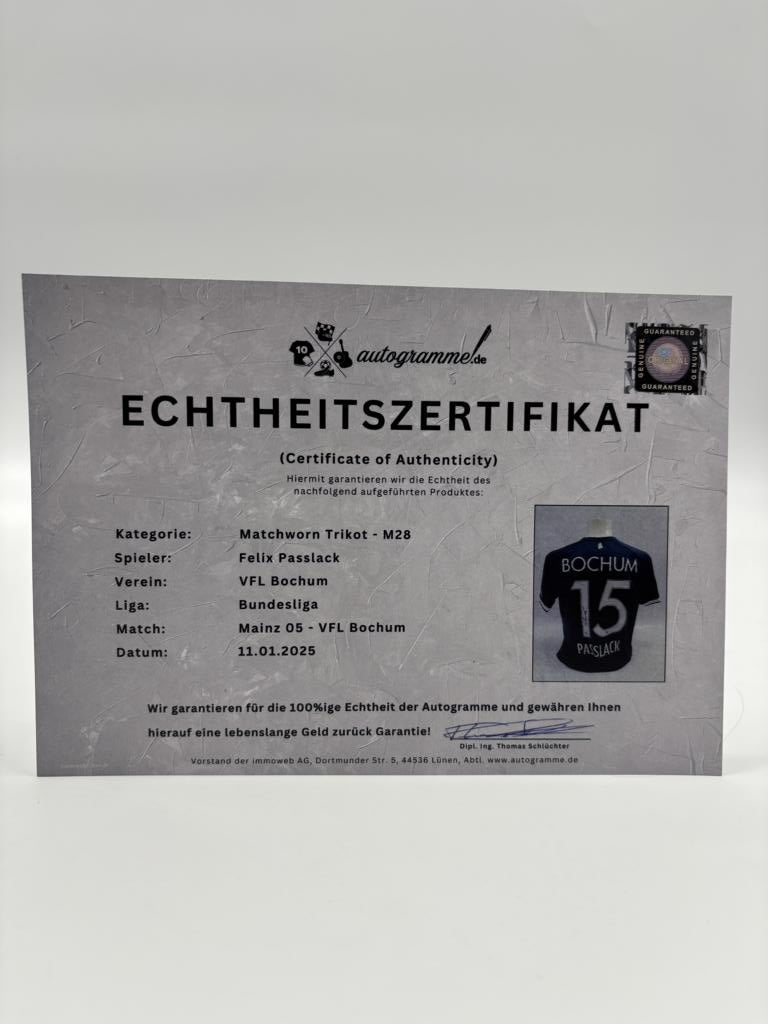 10
autogramme.de
GUARANTEED
GENUINE
GENUINE
GUARANTEED
ECHTHEITSZERTIFIKAT
(Certificate of Authenticity)
Hiermit garantieren wir die Echtheit des
nachfolgend aufgeführten Produktes:
Kategorie: Matchworn Trikot - M28
Spieler: Felix Passlack
Verein: VFL Bochum
Liga: Bundesliga
Match: Mainz 05 - VFL Bochum
Datum: 11.01.2025
BOCHUM
15
PASSLACK
Wir garantieren für die 100%ige Echtheit der Autogramme und gewähren Ihnen
hierauf eine lebenslange Geld zurück Garantie!
Dipl. Ing. Thomas Schlüchter
Vorstand der immoweb AG, Dortmunder Str. 5, 44536 Lünen, Abtl. www.autogramme.de